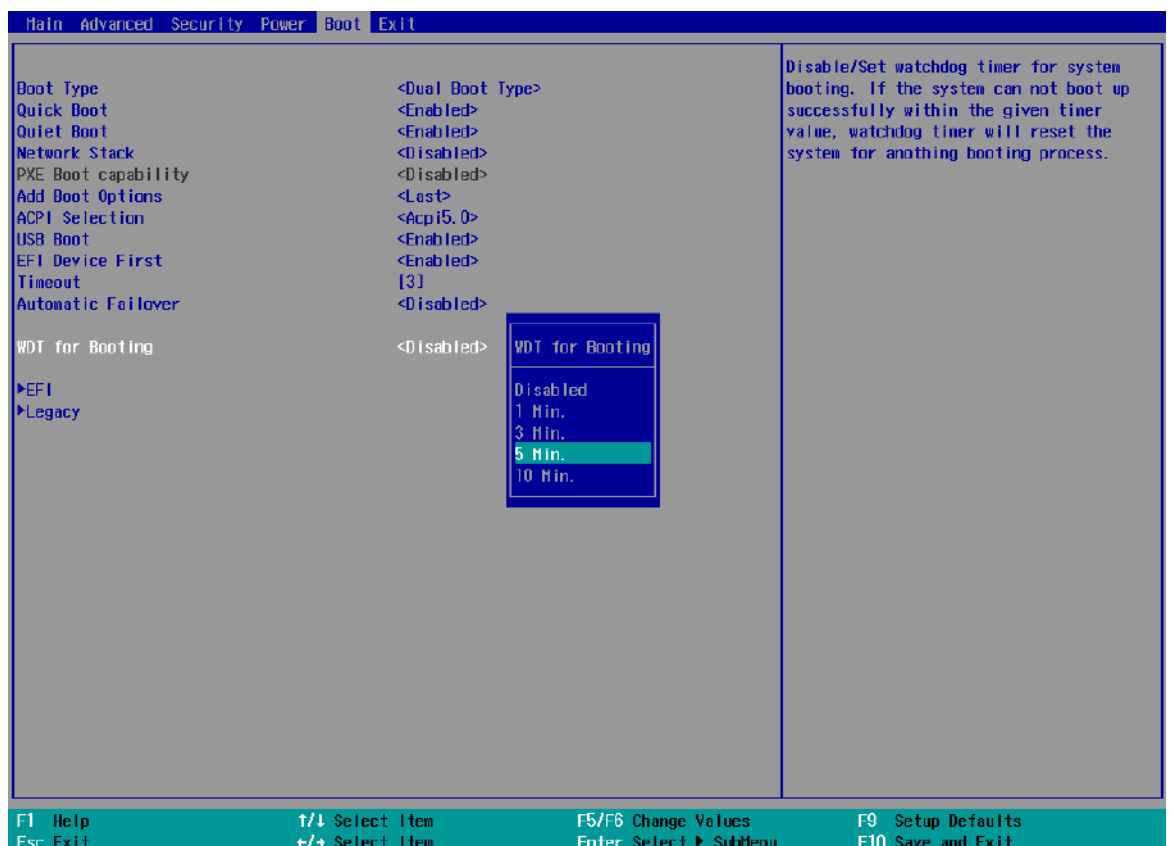 Main Advanced Security Power Boot Exit
Boot Type <Dual Boot Type>
Quick Boot <Enabled>
Quiet Boot <Enabled>
Network Stack <Disabled>
PXE Boot capability <Disabled>
Add Boot Options <Last>
ACPI Selection <Acpi5.0>
USB Boot <Enabled>
EFI Device First <Enabled>
Timeout [3]
Automatic Failover <Disabled>
WDT for Booting <Disabled>
▶EFI
▶Legacy
WDT for Booting
Disabled
1 Min.
3 Min.
5 Min.
10 Min.
Disable/Set watchdog timer for system
booting. If the system can not boot up
successfully within the given timer
value, watchdog timer will reset the
system for anothing booting process.
F1 Help ↑/↓ Select Item F5/F6 Change Values F9 Setup Defaults
Esc Exit ←/→ Select Item Enter Select ▶ SubMenu F10 Save and Exit